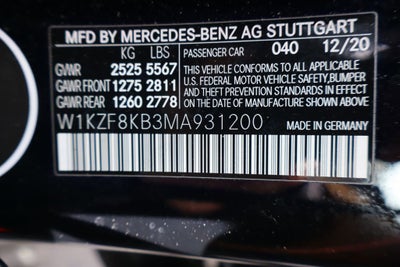 MFD BY MERCEDES-BENZ AG STUTTGART
KG LBS PASSENGER CAR 040 12/20
GVWR 2525 5567 THIS VEHICLE CONFORMS TO ALL APPLICABLE
GAWR FRONT 1275 2811 U.S. FEDERAL MOTOR VEHICLE SAFETY, BUMPER
GAWR REAR 1260 2778 AND THEFT PREVENTION STANDARDS IN EFFECT
ON THE DATE OF MANUFACTURE SHOWN ABOVE.
W1KZF8KB3MA931200 MADE IN GERMANY